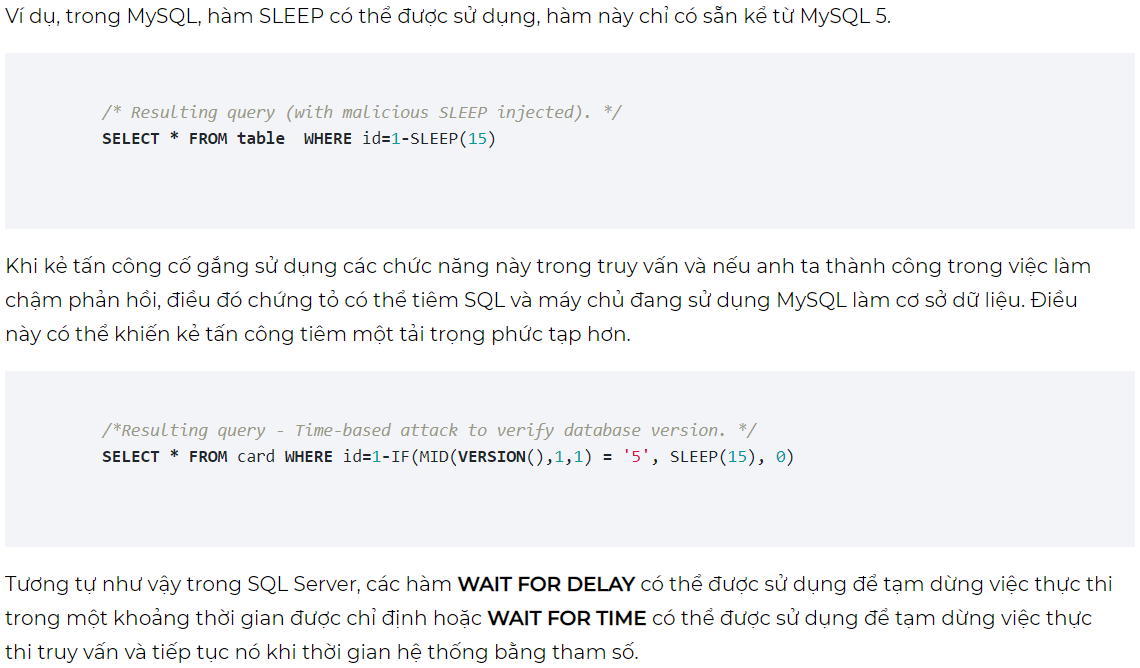 Ví dụ, trong MySQL, hàm SLEEP có thể được sử dụng, hàm này chỉ có sẵn kể từ MySQL 5.
/* Resulting query (with malicious SLEEP injected). */
SELECT * FROM table  WHERE id=1-SLEEP(15)
Khi kẻ tấn công cố gắng sử dụng các chức năng này trong truy vấn và nếu anh ta thành công trong việc làm
chậm phản hồi, điều đó chứng tỏ có thể tiêm SQL và máy chủ đang sử dụng MySQL làm cơ sở dữ liệu. Điều
này có thể khiến kẻ tấn công tiêm một tải trọng phức tạp hơn.
/*Resulting query - Time-based attack to verify database version. */
SELECT * FROM card WHERE id=1-IF(MID(VERSION(),1,1) = '5', SLEEP(15), 0)
Tương tự như vậy trong SQL Server, các hàm WAIT FOR DELAY có thể được sử dụng để tạm dừng việc thực thi
trong một khoảng thời gian được chỉ định hoặc WAIT FOR TIME có thể được sử dụng để tạm dừng việc thực
thi truy vấn và tiếp tục nó khi thời gian hệ thống bằng tham số.